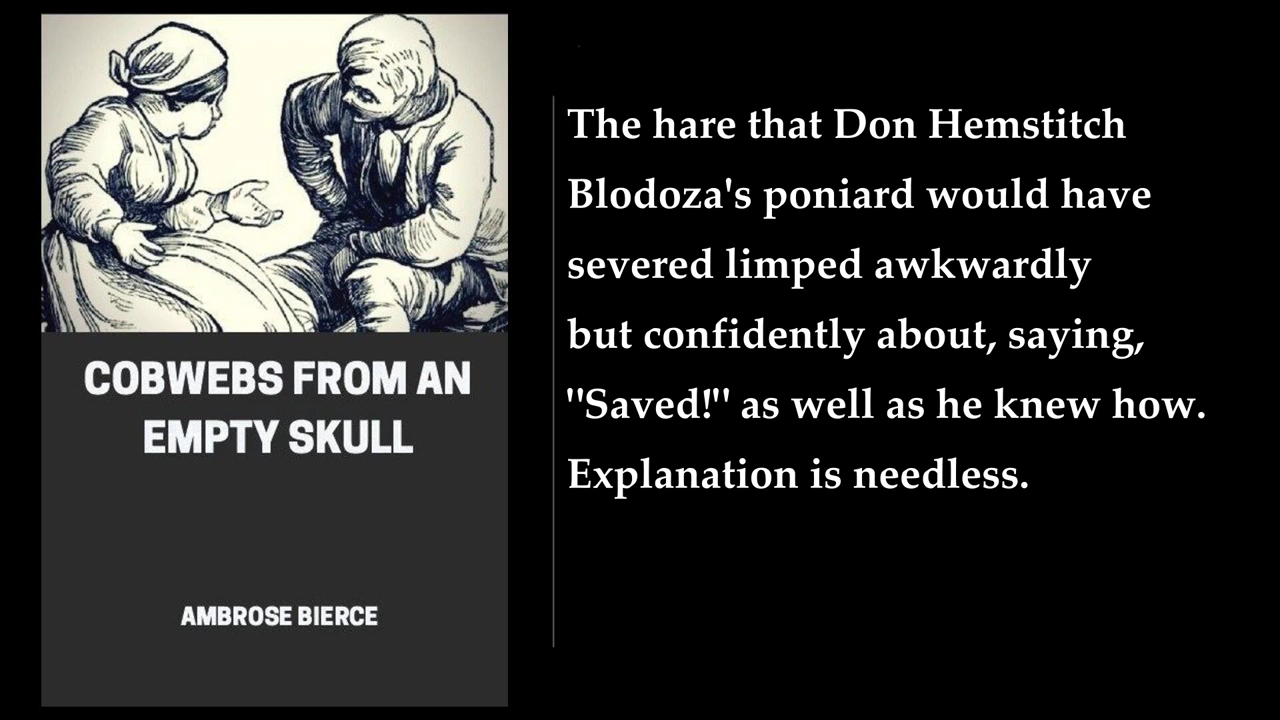 COBWEBS FROM AN
EMPTY SKULL
AMBROSE BIERCE
The hare that Don Hemstitch
Blodoza's poniard would have
severed limped awkwardly
but confidently about, saying,
"Saved!" as well as he knew how.
Explanation is needless.